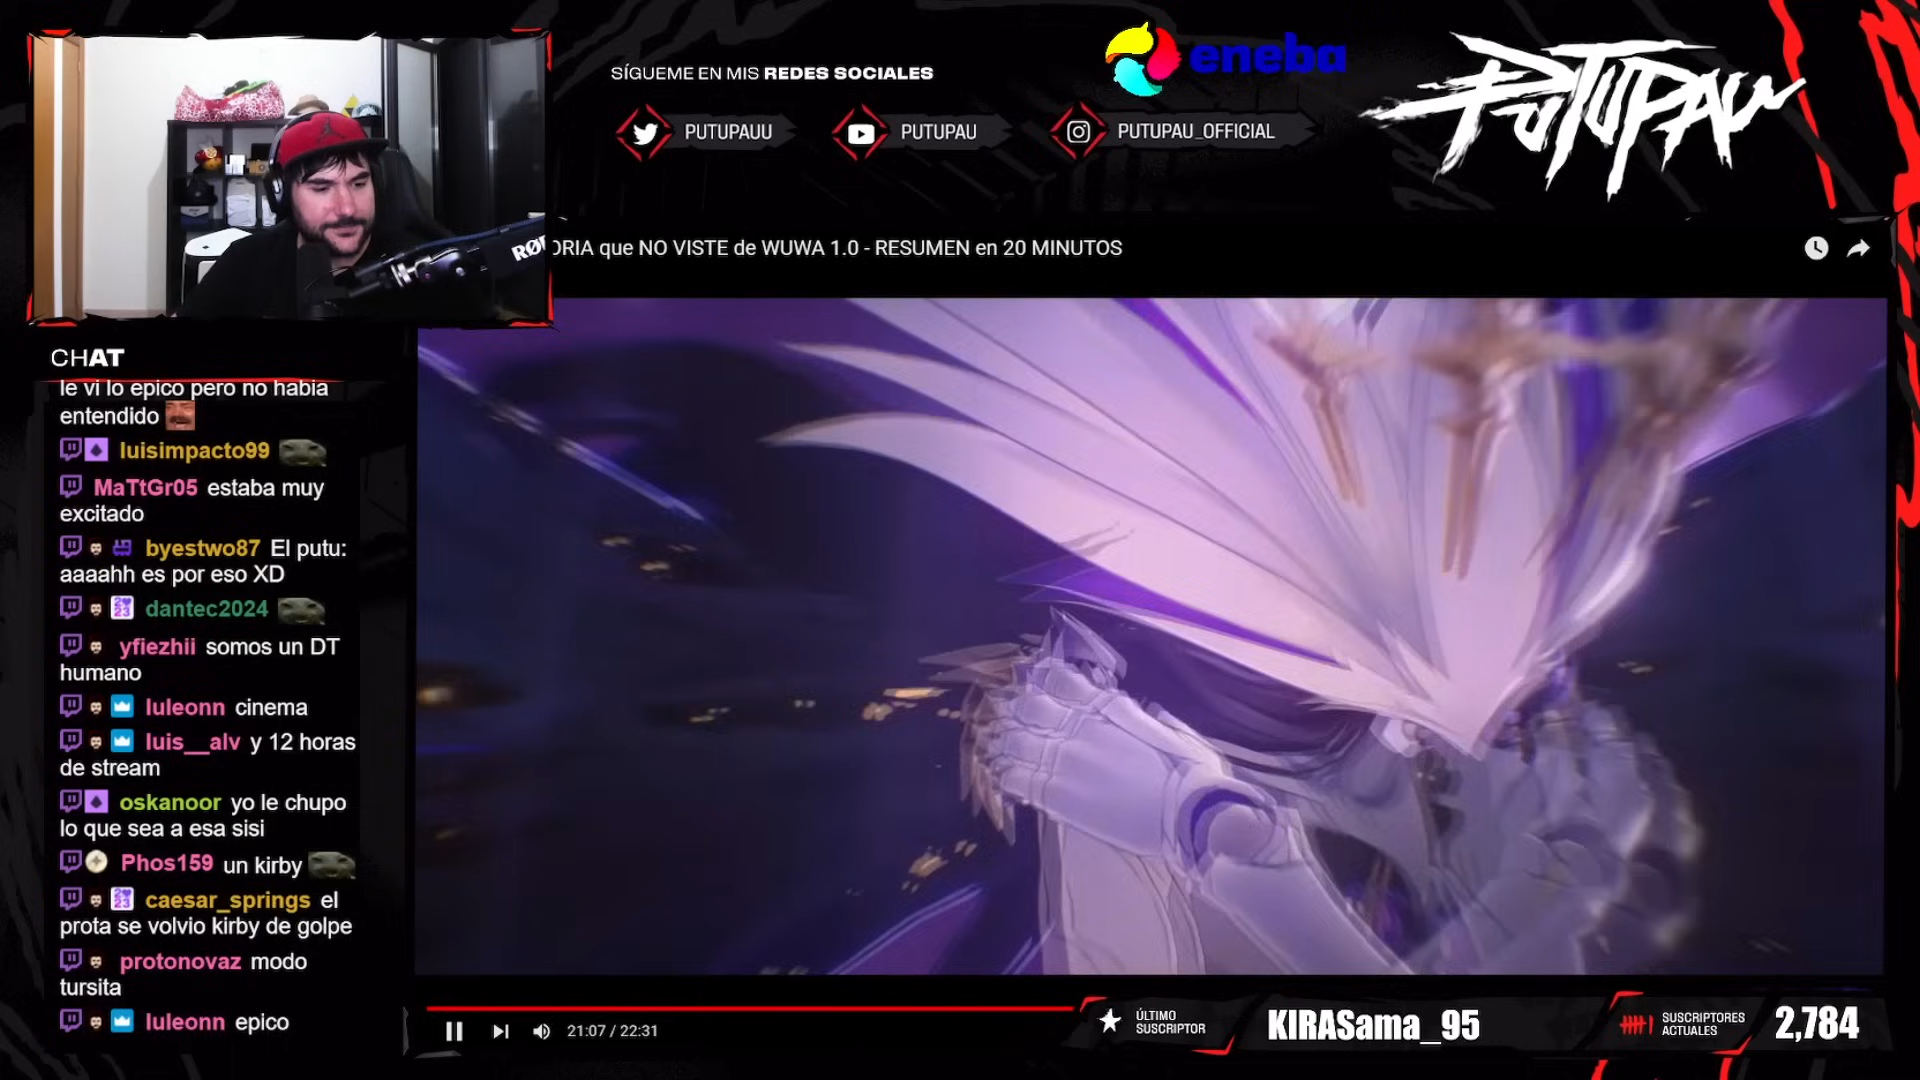 SÍGUEME EN MIS REDES SOCIALES
eneba
PUTUPAU
PUTUPAUU
PUTUPAU
PUTUPAU_OFFICIAL
RØD
ORIA que NO VISTE de WUWA 1.0 - RESUMEN en 20 MINUTOS
CHAT
le vi lo epico pero no habia
entendido
luisimpacto99
MaTtGr05 estaba muy
excitado
byestwo87 El putu:
aaaahh es por eso XD
dantec2024
yfiezhii somos un DT
humano
luleonn cinema
luis__alv y 12 horas
de stream
oskanoor yo le chupo
lo que sea a esa sisi
Phos159 un kirby
caesar_springs el
prota se volvio kirby de golpe
protonovaz modo
tursita
luleonn epico
21:07 / 22:31
ÚLTIMO
SUSCRIPTOR
KIRASama_95
SUSCRIPTORES
ACTUALES
2,784